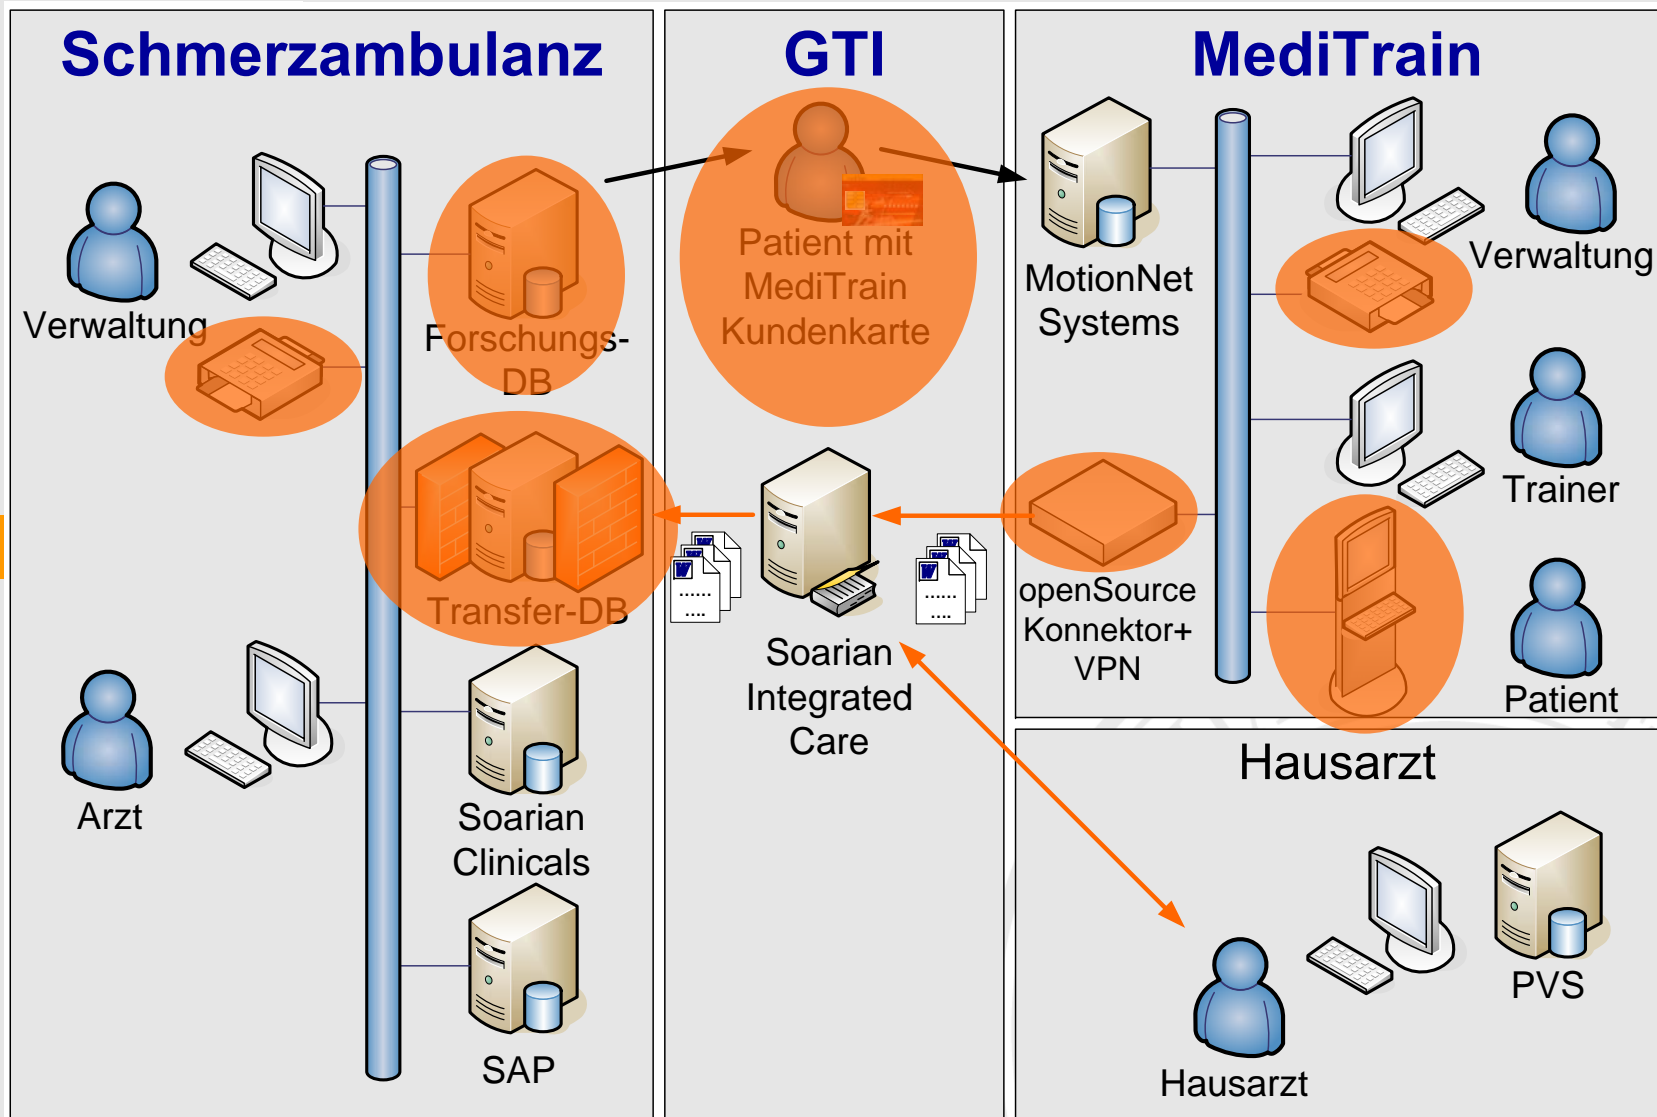 Schmerzambulanz
Verwaltung
Forschungs-
DB
Transfer-DB
Arzt
Soarian
Clinicals
SAP
GTI
Patient mit
MediTrain
Kundenkarte
W
W
W
......
....
W
W
W
......
....
Soarian
Integrated
Care
MediTrain
MotionNet
Systems
Verwaltung
Trainer
openSource
Konnektor+
VPN
Patient
Hausarzt
PVS
Hausarzt